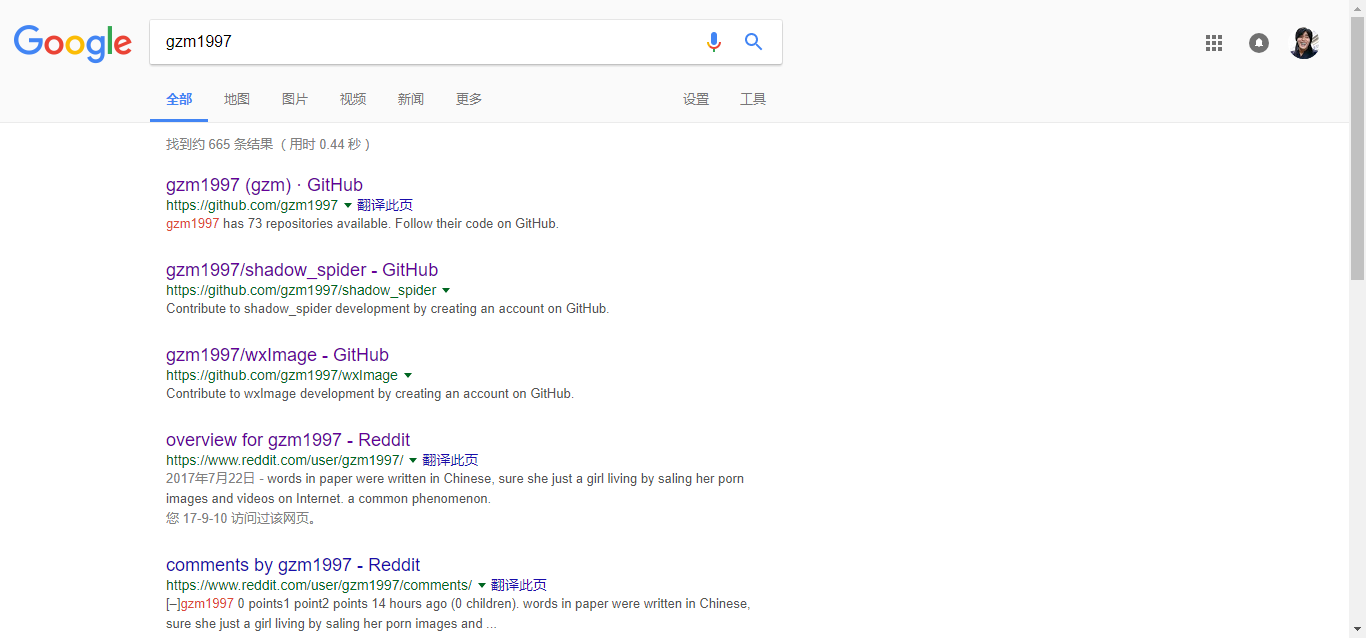 Google
gzm1997
全部 地图 图片 视频 新闻 更多 设置 工具
找到约 665 条结果 （用时 0.44 秒）
gzm1997 (gzm) · GitHub
https://github.com/gzm1997 翻译此页
gzm1997 has 73 repositories available. Follow their code on GitHub.
gzm1997/shadow_spider - GitHub
https://github.com/gzm1997/shadow_spider
Contribute to shadow_spider development by creating an account on GitHub.
gzm1997/wxImage - GitHub
https://github.com/gzm1997/wxImage
Contribute to wxImage development by creating an account on GitHub.
overview for gzm1997 - Reddit
https://www.reddit.com/user/gzm1997/ 翻译此页
2017年7月22日 - words in paper were written in Chinese, sure she just a girl living by saling her porn
images and videos on Internet. a common phenomenon.
您 17-9-10 访问过该网页。
comments by gzm1997 - Reddit
https://www.reddit.com/user/gzm1997/comments/ 翻译此页
[–]gzm1997 0 points1 point2 points 14 hours ago (0 children). words in paper were written in Chinese,
sure she just a girl living by saling her porn images and ...